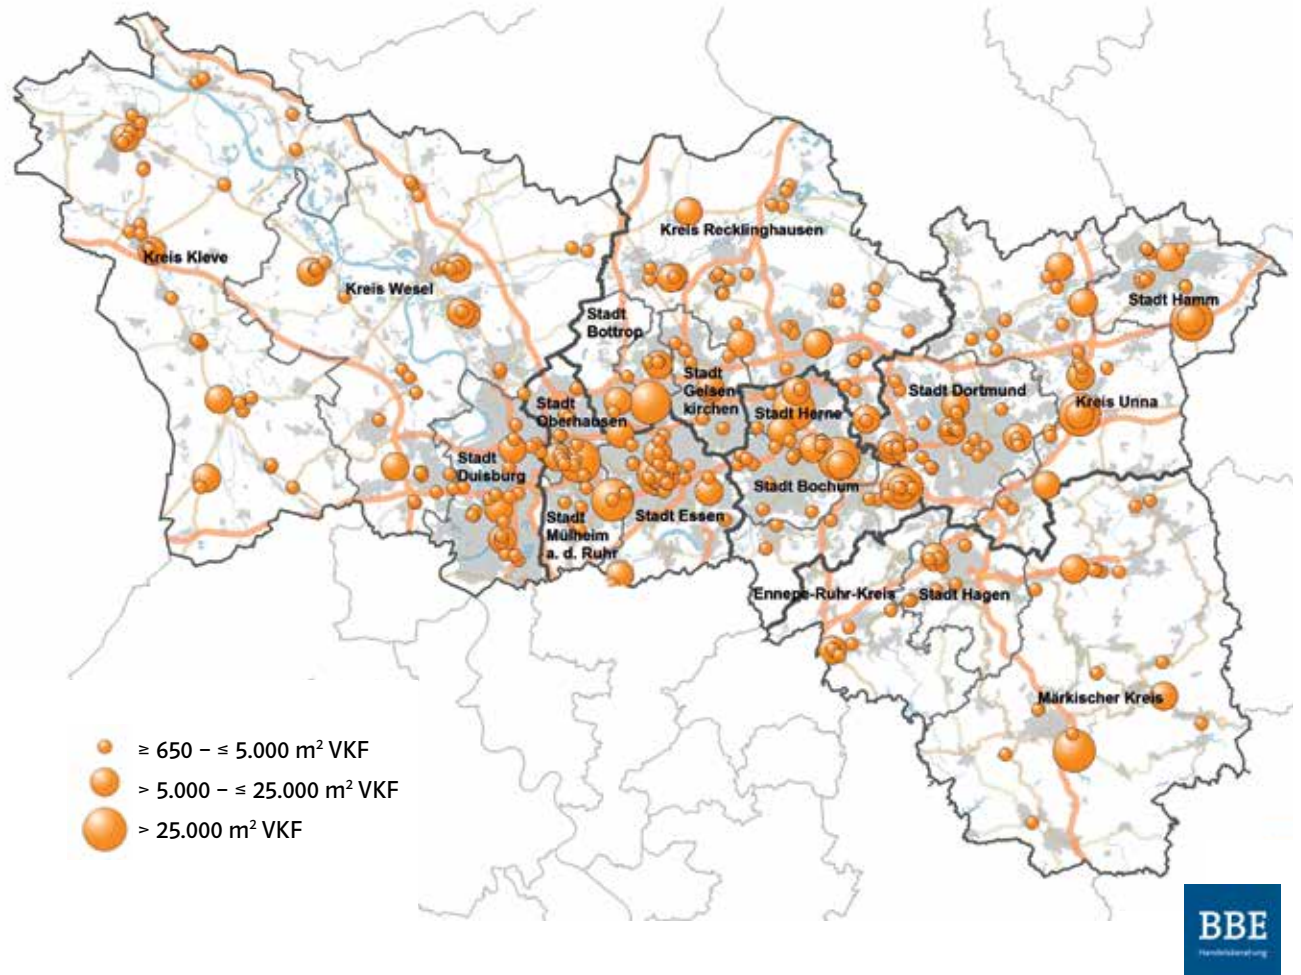 Kreis Recklinghausen
Kreis Kleve
Kreis Wesel
Stadt Hamm
Stadt
Bottrop
Stadt
Gelsen-
kirchen
Stadt Dortmund
Kreis Unna
Stadt
Oberhausen
Stadt Herne
Stadt
Duisburg
Stadt Bochum
Stadt Essen
Stadt
Mülheim
a. d. Ruhr
Ennepe-Ruhr-Kreis
Stadt Hagen
Märkischer Kreis
≥ 650 – ≤ 5.000 m² VKF
> 5.000 – ≤ 25.000 m² VKF
> 25.000 m² VKF
BBE
Handelsberatung